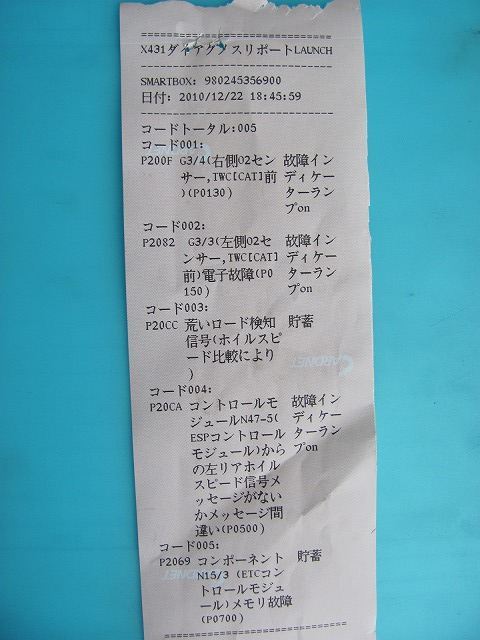 X431ダイアグノスリポートLAUNCH
SMARTBOX: 980245356900
日付: 2010/12/22 18:45:59
コードトータル:005
コード001:
P200F G3/4(右側O2セン 故障イン
サー,TWC[CAT]前 ディケー
)(P0130) ターラン
プon
コード002:
P2082 G3/3(左側O2セ 故障イン
ンサー,TWC[CAT] ディケー
前)電子故障(P0 ターラン
150) プon
コード003:
P20CC 荒いロード検知 貯蓄
信号(ホイルスピ
ード比較により
)
コード004:
P20CA コントロールモ 故障イン
ジュールN47-5( ディケー
ESPコントロール ターラン
モジュール)から プon
の左リアホイル
スピード信号メ
ッセージがない
かメッセージ間
違い(P0500)
コード005:
P2069 コンポーネント 貯蓄
N15/3 (ETCコン
トロールモジュ
ール)メモリ故障
(P0700)
CARDNET